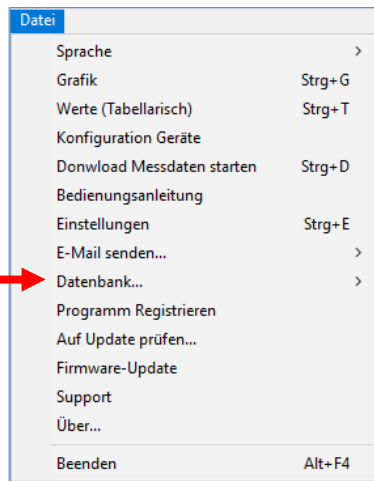 Datei
Sprache >
Grafik Strg+G
Werte (Tabellarisch) Strg+T
Konfiguration Geräte
Donwload Messdaten starten Strg+D
Bedienungsanleitung
Einstellungen Strg+E
E-Mail senden... >
Datenbank... >
Programm Registrieren
Auf Update prüfen...
Firmware-Update
Support
Über...
Beenden Alt+F4